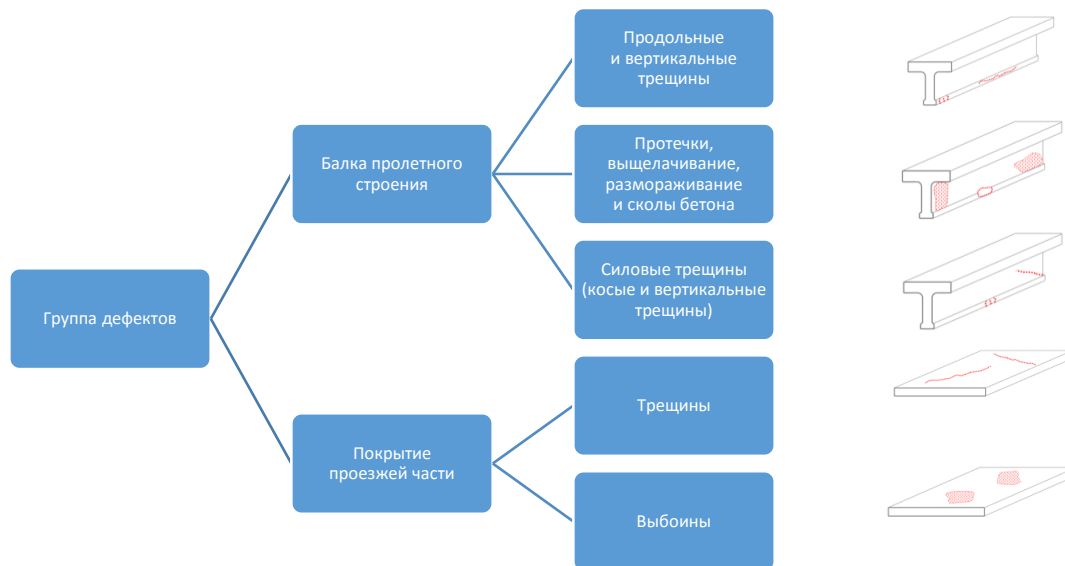 Продольные
и вертикальные
трещины
Балка пролетного
строения
Протечки,
выщелачивание,
размораживание
и сколы бетона
Силовые трещины
(косые и вертикальные
трещины)
Группа дефектов
Трещины
Покрытие
проезжей части
Выбоины